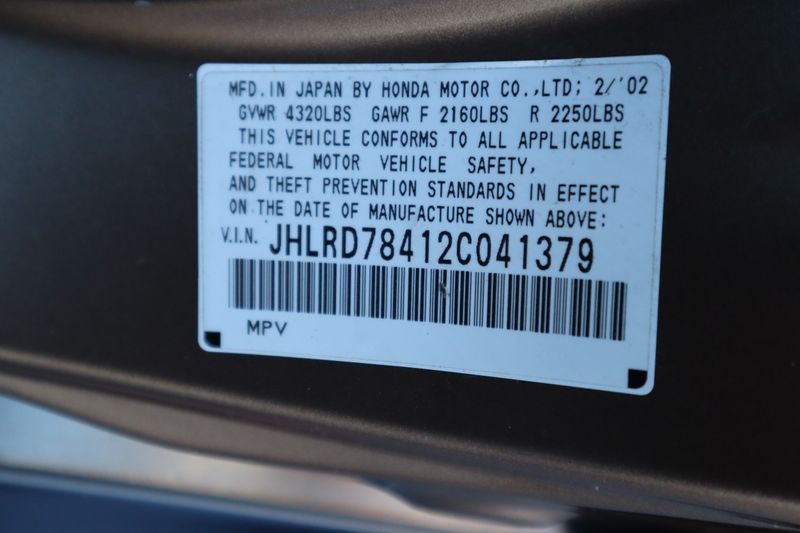 MFD. IN JAPAN BY HONDA MOTOR CO.,LTD; 2/'02
GVWR 4320LBS GAWR F 2160LBS R 2250LBS
THIS VEHICLE CONFORMS TO ALL APPLICABLE
FEDERAL MOTOR VEHICLE SAFETY,
AND THEFT PREVENTION STANDARDS IN EFFECT
ON THE DATE OF MANUFACTURE SHOWN ABOVE:
V.I.N. JHLRD78412C041379
MPV